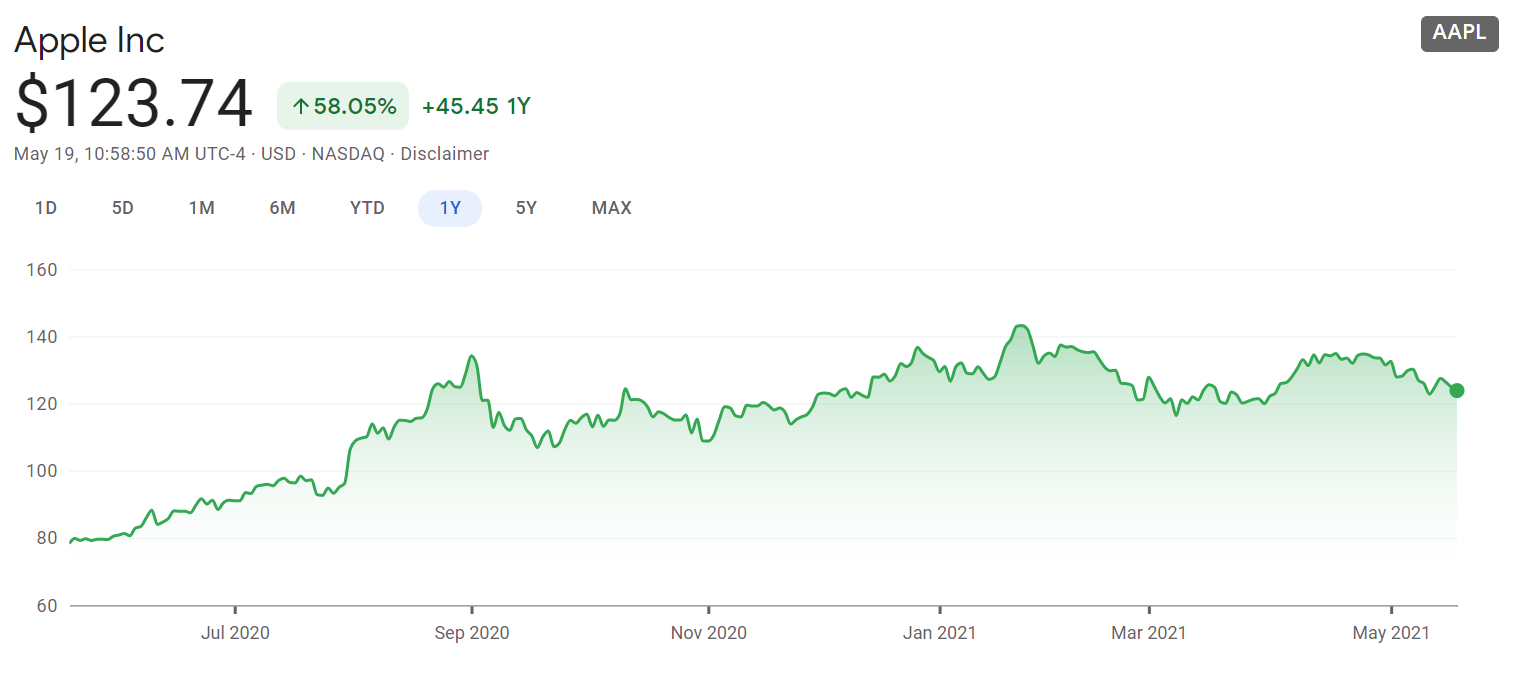 Apple Inc
AAPL
$123.74 ↑58.05% +45.45 1Y
May 19, 10:58:50 AM UTC-4 · USD · NASDAQ · Disclaimer
1D 5D 1M 6M YTD 1Y 5Y MAX
160
140
120
100
80
60
Jul 2020 Sep 2020 Nov 2020 Jan 2021 Mar 2021 May 2021